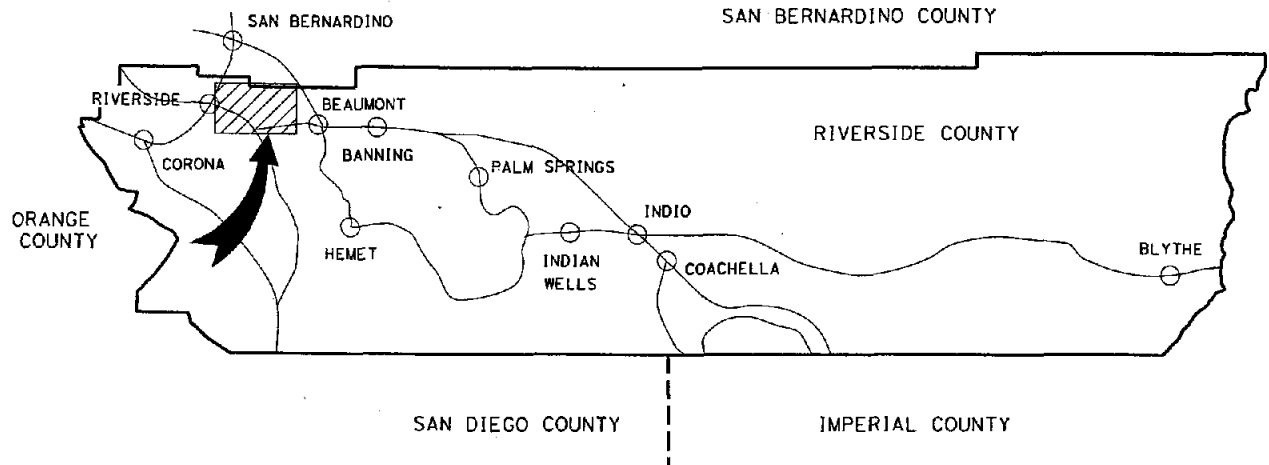 SAN BERNARDINO
SAN BERNARDINO COUNTY
RIVERSIDE
BEAUMONT
RIVERSIDE COUNTY
CORONA
BANNING
PALM SPRINGS
ORANGE
COUNTY
INDIO
HEMET
INDIAN
WELLS
COACHELLA
BLYTHE
SAN DIEGO COUNTY
IMPERIAL COUNTY